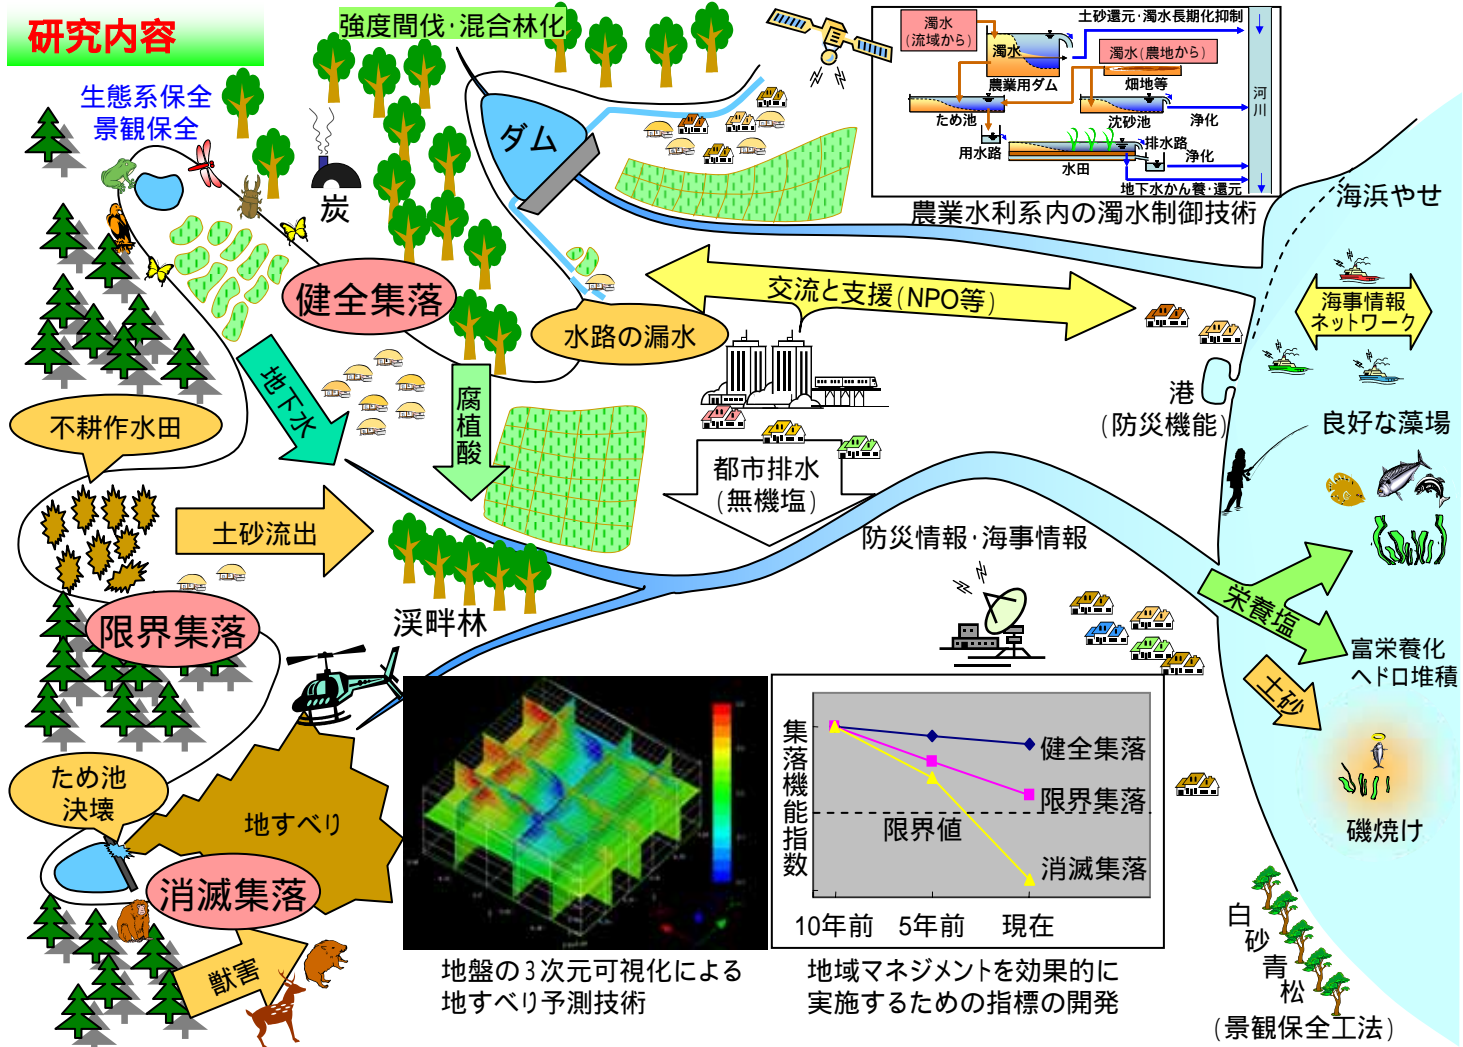 研究内容
強度間伐･混合林化
生態系保全
景観保全
炭
ダム
健全集落
水路の漏水
不耕作水田
地下水
腐植酸
土砂流出
限界集落
渓畔林
ため池
決壊
地すべり
消滅集落
獣害
交流と支援(NPO等)
都市排水
(無機塩)
防災情報･海事情報
濁水
(流域から)
濁水
農業用ダム
土砂還元･濁水長期化抑制
濁水(農地から)
畑地等
ため池
沈砂池
浄化
用水路
水田
排水路
浄化
地下水かん養･還元
河川
農業水利系内の濁水制御技術
海浜やせ
海事情報
ネットワーク
港
(防災機能)
良好な藻場
栄養塩
富栄養化
ヘドロ堆積
土砂
磯焼け
白砂青松
(景観保全工法)
地盤の3次元可視化による
地すべり予測技術
集落機能指数
健全集落
限界集落
限界値
消滅集落
10年前
5年前
現在
地域マネジメントを効果的に
実施するための指標の開発